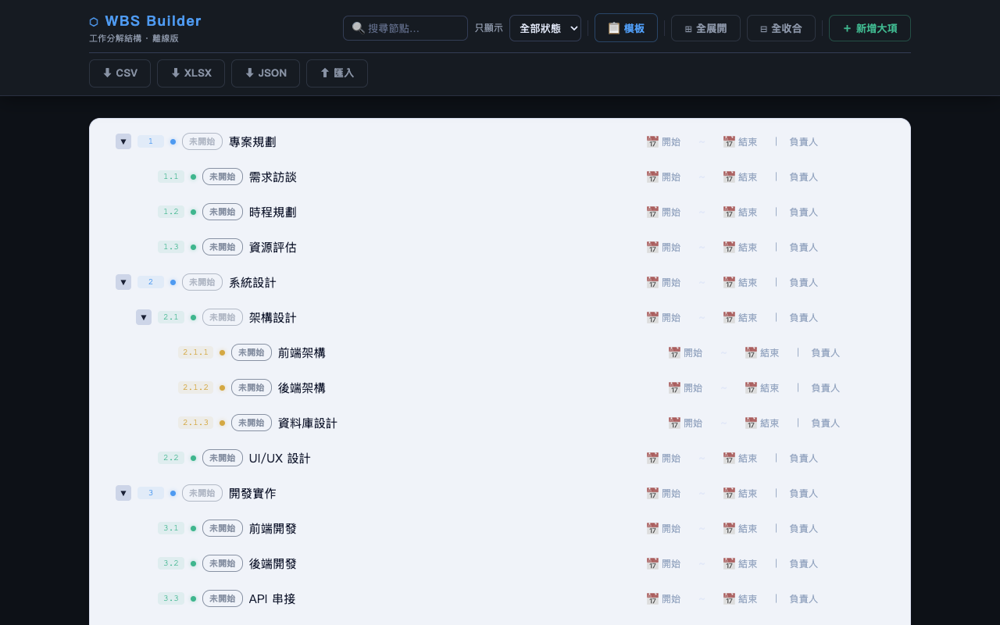 WBS Builder
工作分解結構 · 離線版
搜尋節點…
只顯示
全部狀態
模板
全展開
全收合
+ 新增大項
CSV
XLSX
JSON
匯入
1 未開始 專案規劃 開始 ~ 結束 | 負責人
1.1 未開始 需求訪談 開始 ~ 結束 | 負責人
1.2 未開始 時程規劃 開始 ~ 結束 | 負責人
1.3 未開始 資源評估 開始 ~ 結束 | 負責人
2 未開始 系統設計 開始 ~ 結束 | 負責人
2.1 未開始 架構設計 開始 ~ 結束 | 負責人
2.1.1 未開始 前端架構 開始 ~ 結束 | 負責人
2.1.2 未開始 後端架構 開始 ~ 結束 | 負責人
2.1.3 未開始 資料庫設計 開始 ~ 結束 | 負責人
2.2 未開始 UI/UX 設計 開始 ~ 結束 | 負責人
3 未開始 開發實作 開始 ~ 結束 | 負責人
3.1 未開始 前端開發 開始 ~ 結束 | 負責人
3.2 未開始 後端開發 開始 ~ 結束 | 負責人
3.3 未開始 API 串接 開始 ~ 結束 | 負責人